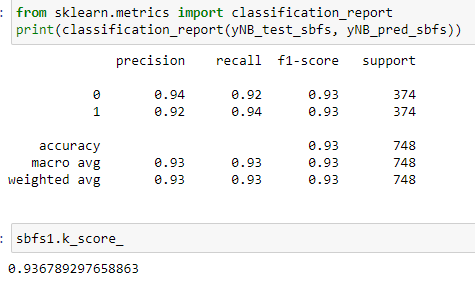 : from sklearn.metrics import classification_report
print(classification_report(yNB_test_sbfs, yNB_pred_sbfs))
precision recall f1-score support
0 0.94 0.92 0.93 374
1 0.92 0.94 0.93 374
accuracy 0.93 748
macro avg 0.93 0.93 0.93 748
weighted avg 0.93 0.93 0.93 748
: sbfs1.k_score_
0.936789297658863